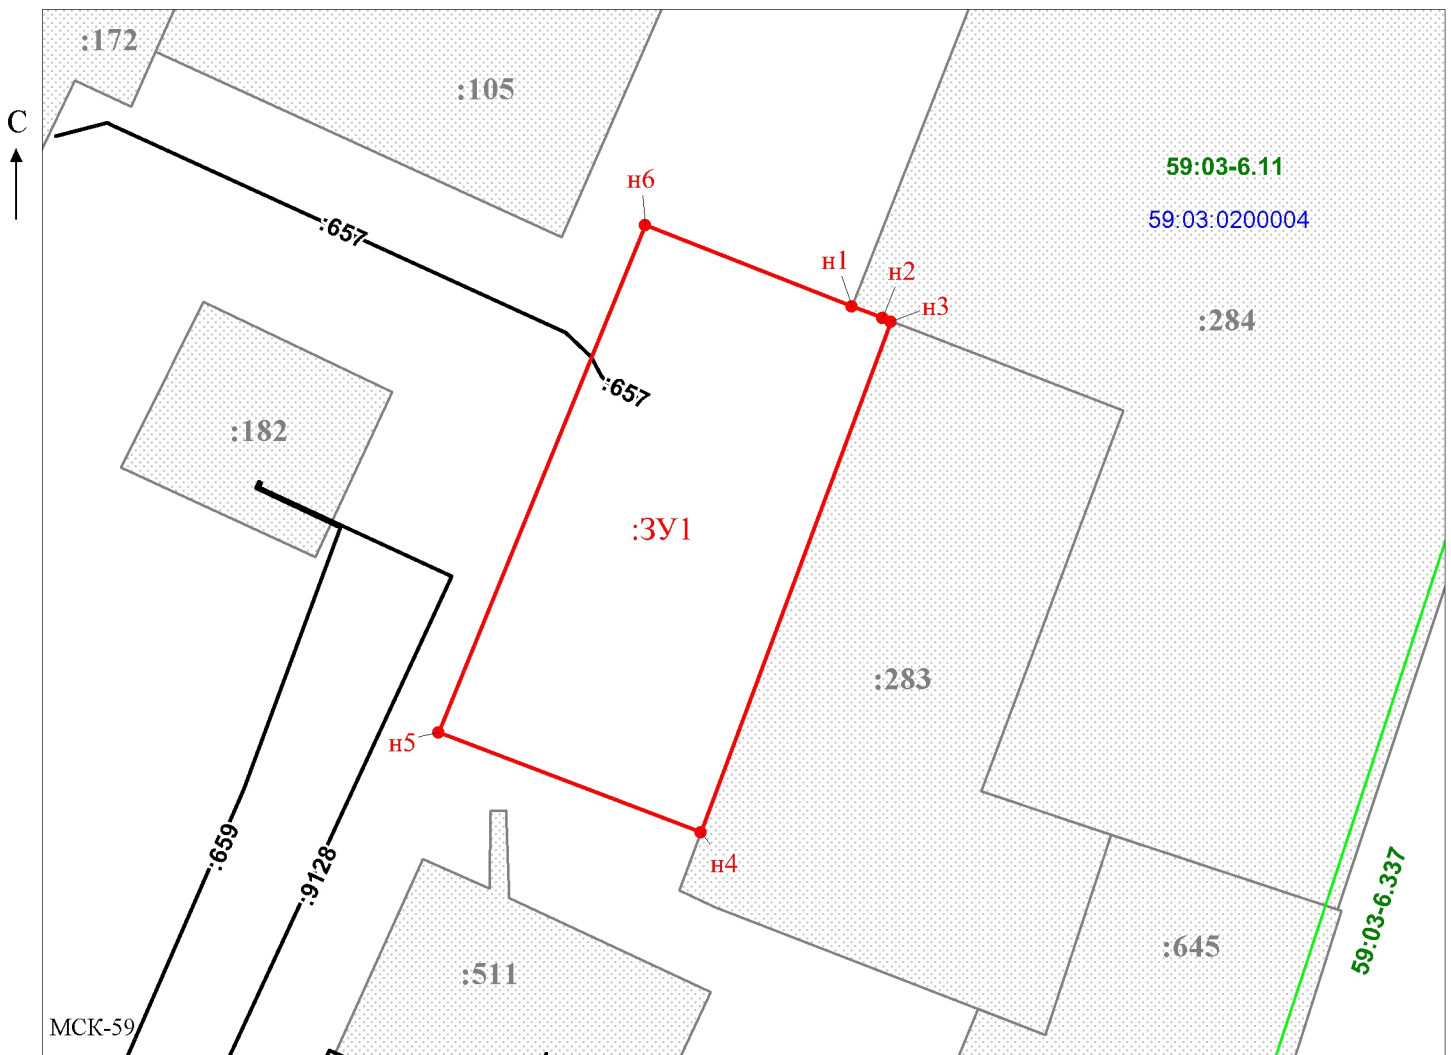 :172
:105
С
59:03-6.11
н6
59:03:0200004
:657
н1
н2
н3
:284
:657
:182
:ЗУ1
:283
н5
:659
н4
:9128
59:03-6.337
:645
:511
МСК-59